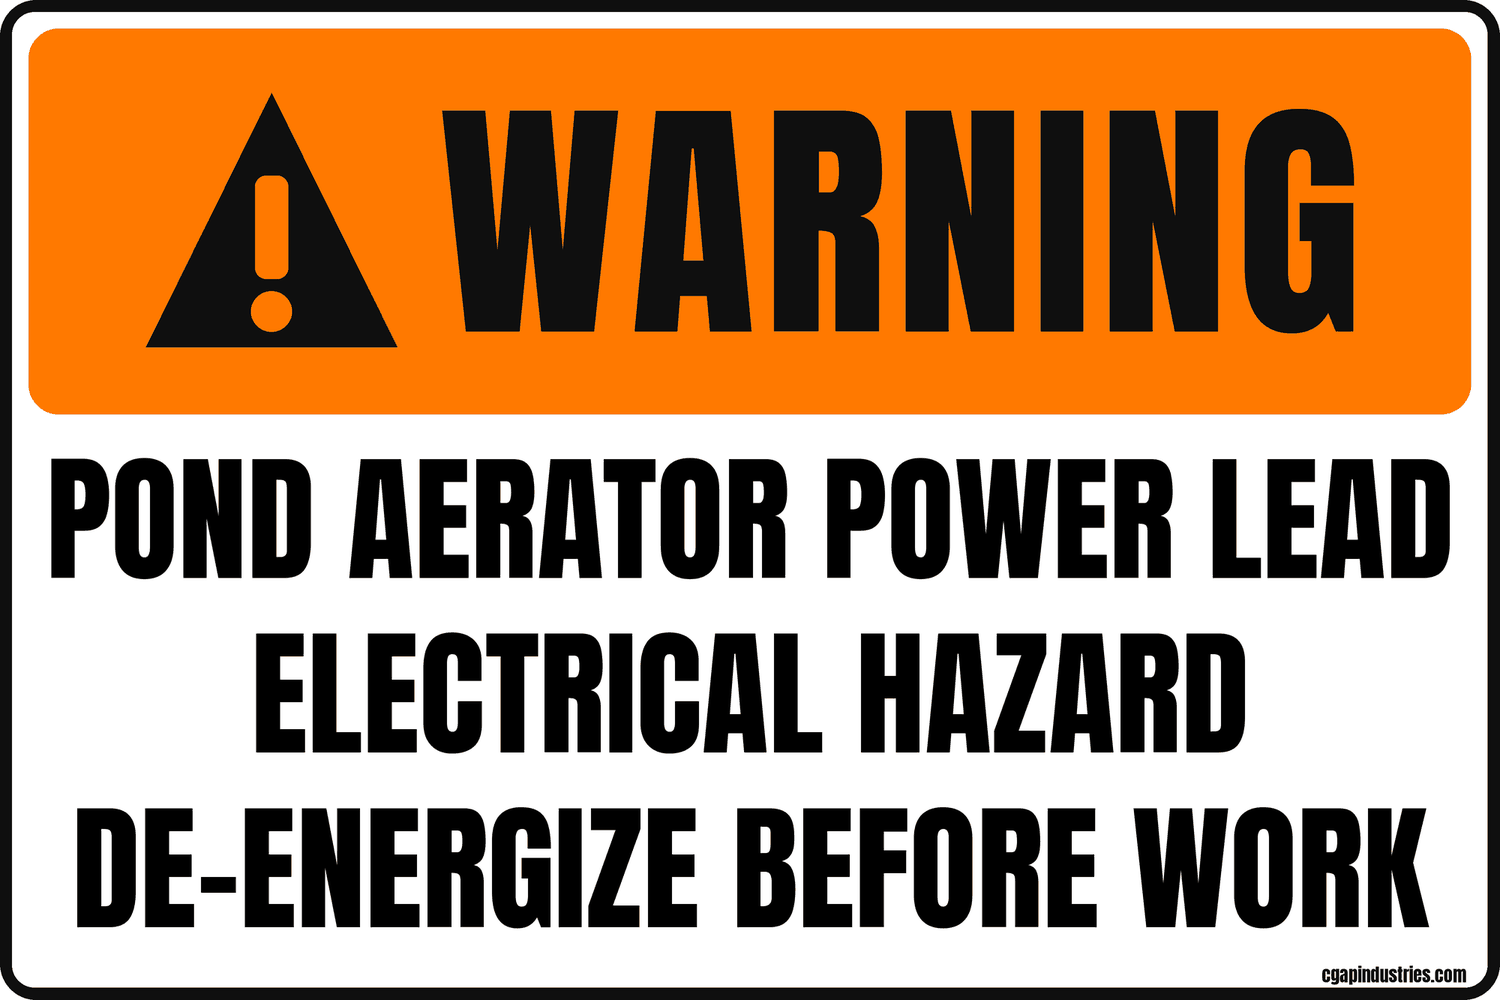 WARNING
POND AERATOR POWER LEAD
ELECTRICAL HAZARD
DE-ENERGIZE BEFORE WORK
cgapindustries.com